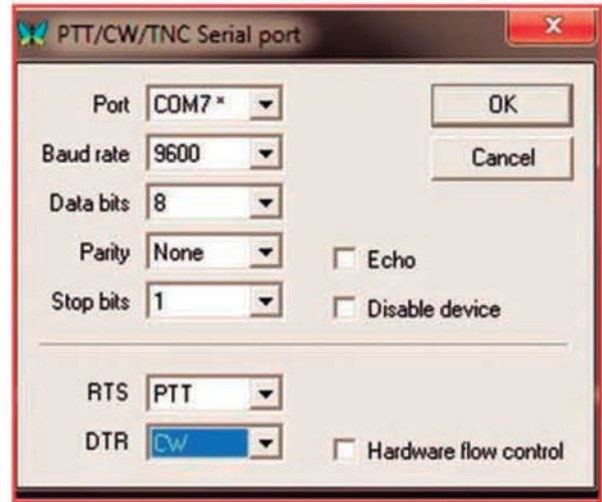 PTT/CW/TNC Serial port
Port COM7 * OK
Baud rate 9600 Cancel
Data bits 8
Parity None Echo
Stop bits 1 Disable device
RTS PTT
DTR CW Hardware flow control